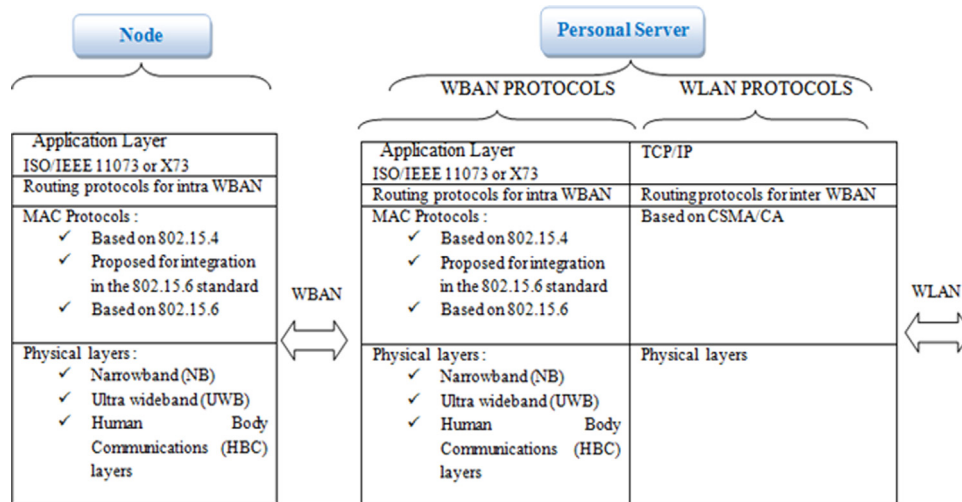 Node
Personal Server
WBAN PROTOCOLS
WLAN PROTOCOLS
Application Layer
ISO/IEEE 11073 or X73
Routing protocols for intra WBAN
MAC Protocols :
✓ Based on 802.15.4
✓ Proposed for integration
in the 802.15.6 standard
✓ Based on 802.15.6
Physical layers :
✓ Narrowband (NB)
✓ Ultra wideband (UWB)
✓ Human Body
Communications (HBC)
layers
WBAN
Application Layer
ISO/IEEE 11073 or X73
Routing protocols for intra WBAN
MAC Protocols :
✓ Based on 802.15.4
✓ Proposed for integration
in the 802.15.6 standard
✓ Based on 802.15.6
Physical layers :
✓ Narrowband (NB)
✓ Ultra wideband (UWB)
✓ Human Body
Communications (HBC)
layers
TCP/IP
Routing protocols for inter WBAN
Based on CSMA/CA
Physical layers
WLAN